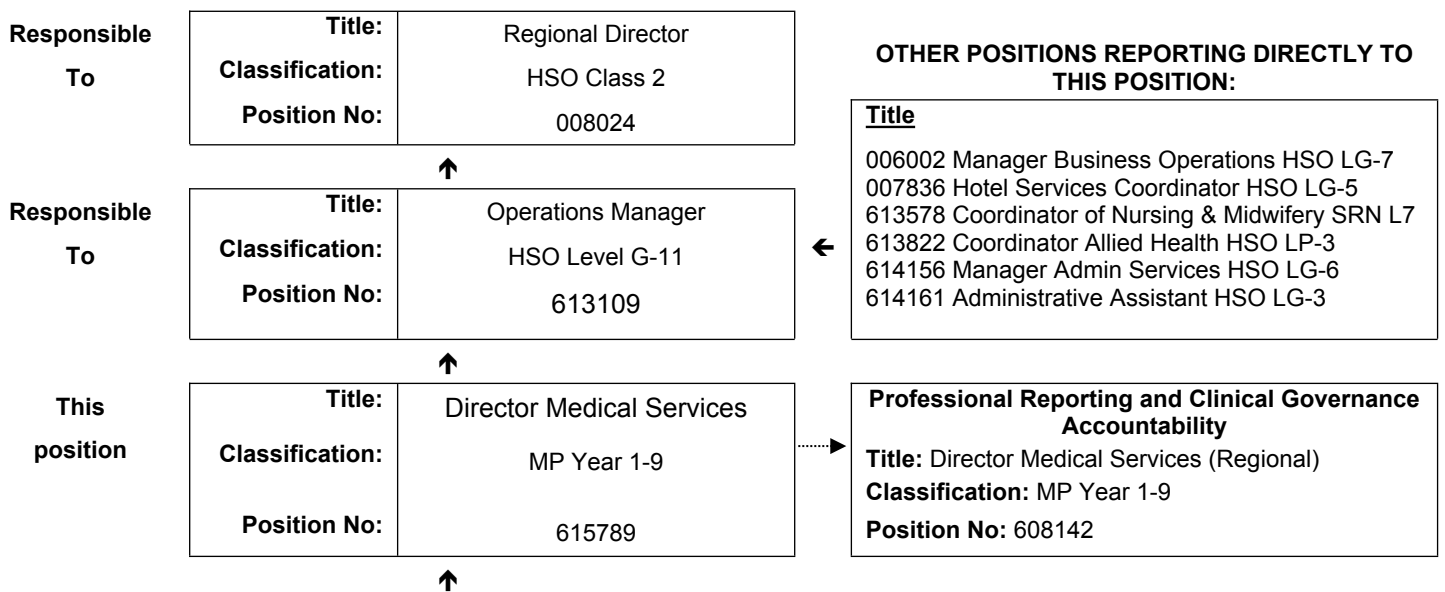 Responsible
To
Title: Regional Director
Classification: HSO Class 2
Position No: 008024
OTHER POSITIONS REPORTING DIRECTLY TO
THIS POSITION:
Title
006002 Manager Business Operations HSO LG-7
007836 Hotel Services Coordinator HSO LG-5
613578 Coordinator of Nursing & Midwifery SRN L7
613822 Coordinator Allied Health HSO LP-3
614156 Manager Admin Services HSO LG-6
614161 Administrative Assistant HSO LG-3
Responsible
To
Title: Operations Manager
Classification: HSO Level G-11
Position No: 613109
This
position
Title: Director Medical Services
Classification: MP Year 1-9
Position No: 615789
Professional Reporting and Clinical Governance
Accountability
Title: Director Medical Services (Regional)
Classification: MP Year 1-9
Position No: 608142